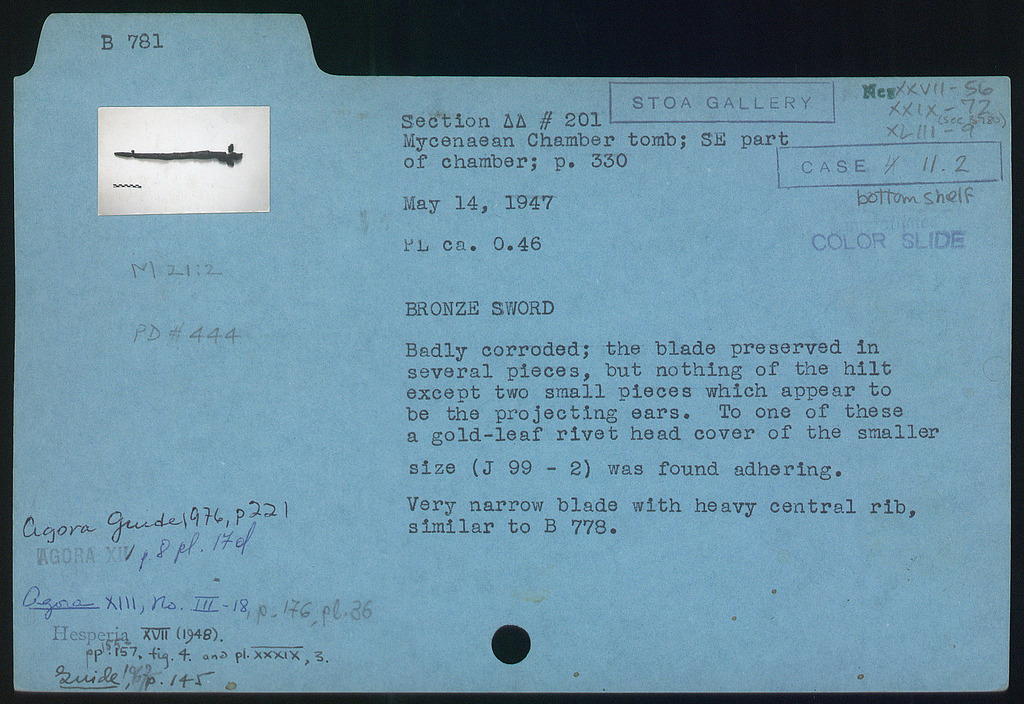 B 781
STOA GALLERY
Neg XXVII - 56
XXIX - 72
(see B 780)
XLIII - 9
Section ΔΔ # 201
Mycenaean Chamber tomb; SE part
of chamber; p. 330
CASE # 11.2
bottom shelf
May 14, 1947
COLOR SLIDE
PL ca. 0.46
M 21:2
PD # 444
BRONZE SWORD
Badly corroded; the blade preserved in
several pieces, but nothing of the hilt
except two small pieces which appear to
be the projecting ears. To one of these
a gold-leaf rivet head cover of the smaller
size (J 99 - 2) was found adhering.
Very narrow blade with heavy central rib,
similar to B 778.
Agora Guide 1976, p 221
AGORA XIV p. 8 pl. 17d
Agora XIII, No. III-18, p. 176, pl. 36
Hesperia XVII (1948).
pp. 157. fig. 4. and pl. XXXIX, 3.
Guide, p. 145